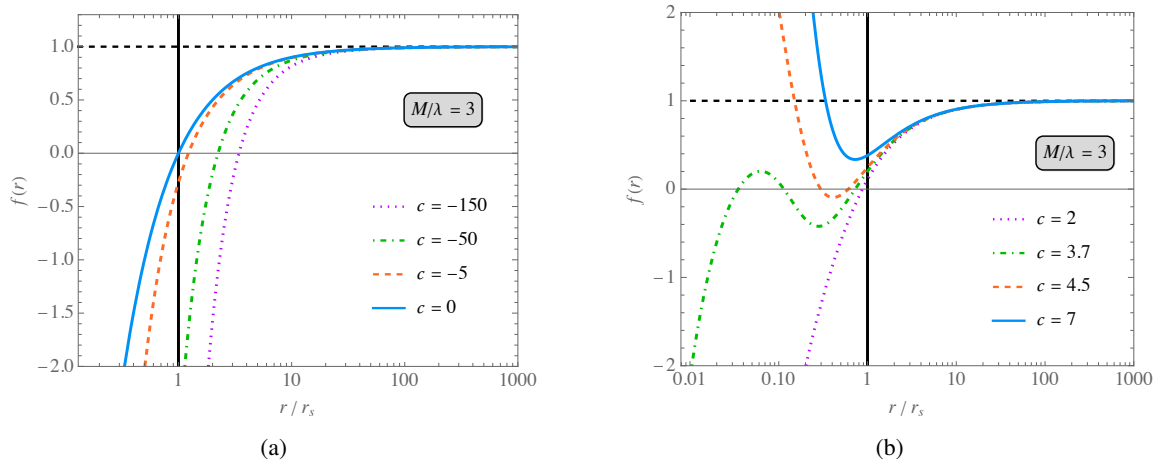 1.0
0.5
0.0
-0.5
-1.0
-1.5
-2.0
f(r)
M/λ = 3
c = -150
c = -50
c = -5
c = 0
1 10 100 1000
r / r_s
(a)
2
1
0
-1
-2
f(r)
M/λ = 3
c = 2
c = 3.7
c = 4.5
c = 7
0.01 0.10 1 10 100 1000
r / r_s
(b)